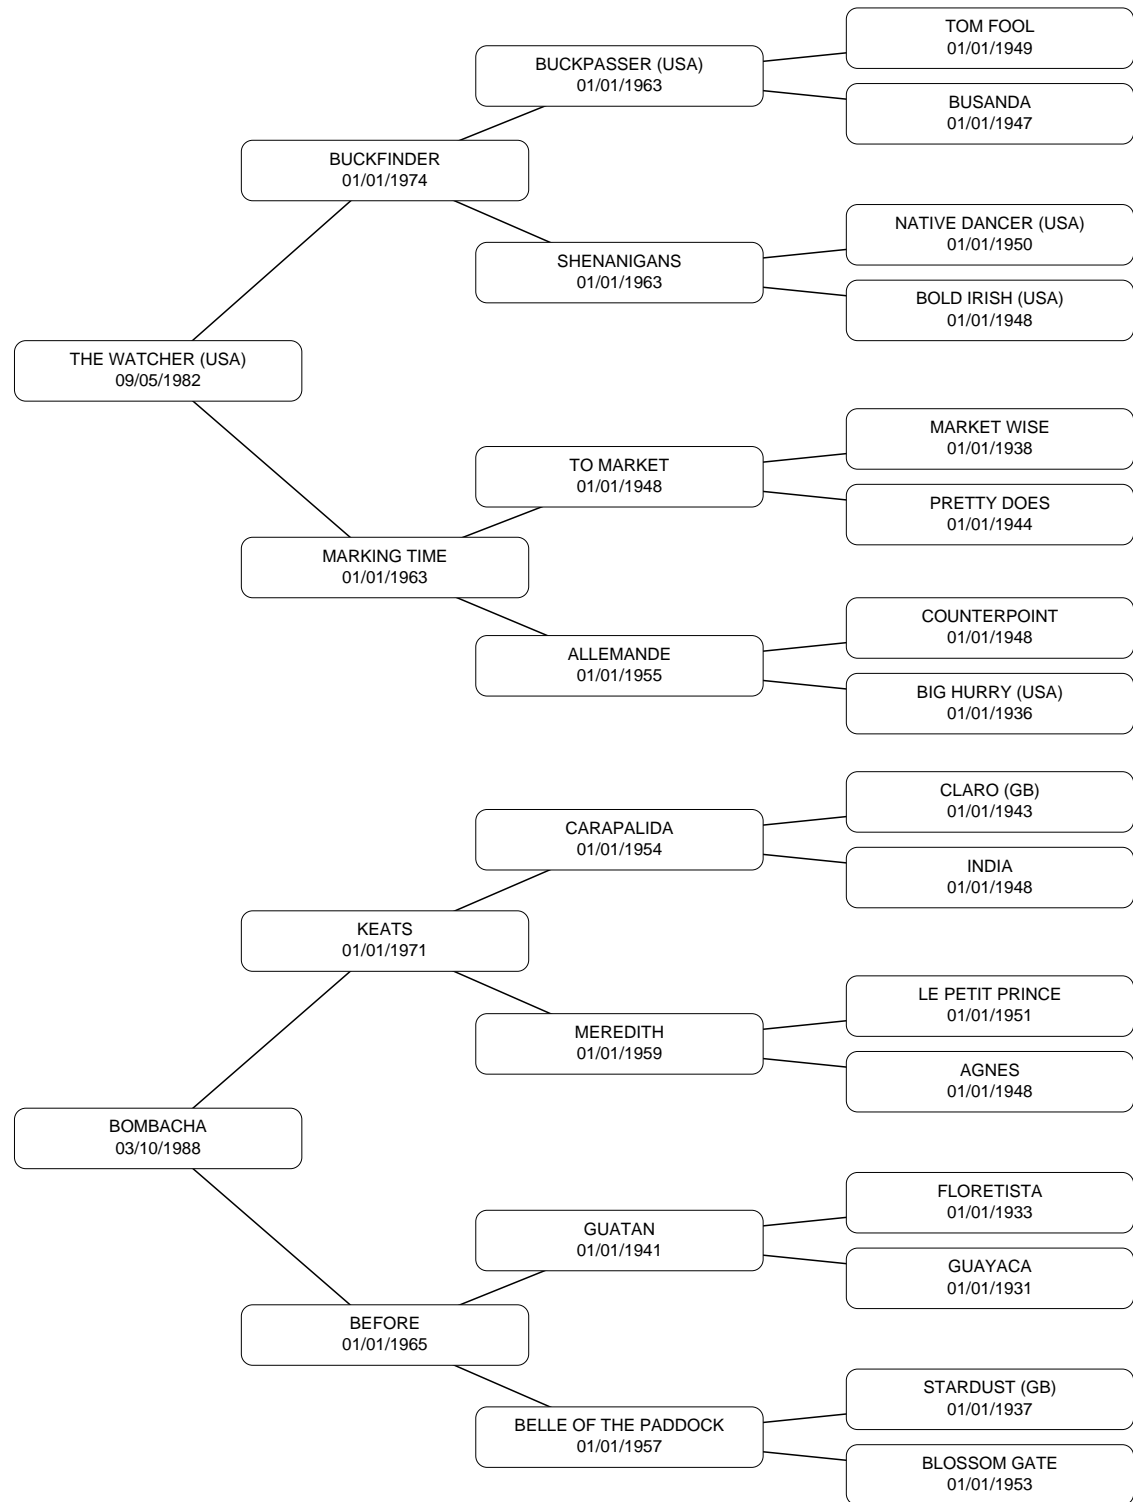 TOM FOOL
01/01/1949
BUCKPASSER (USA)
01/01/1963
BUSANDA
01/01/1947
BUCKFINDER
01/01/1974
NATIVE DANCER (USA)
01/01/1950
SHENANIGANS
01/01/1963
BOLD IRISH (USA)
01/01/1948
THE WATCHER (USA)
09/05/1982
MARKET WISE
01/01/1938
TO MARKET
01/01/1948
PRETTY DOES
01/01/1944
MARKING TIME
01/01/1963
COUNTERPOINT
01/01/1948
ALLEMANDE
01/01/1955
BIG HURRY (USA)
01/01/1936
CLARO (GB)
01/01/1943
CARAPALIDA
01/01/1954
INDIA
01/01/1948
KEATS
01/01/1971
LE PETIT PRINCE
01/01/1951
MEREDITH
01/01/1959
AGNES
01/01/1948
BOMBACHA
03/10/1988
FLORETISTA
01/01/1933
GUATAN
01/01/1941
GUAYACA
01/01/1931
BEFORE
01/01/1965
STARDUST (GB)
01/01/1937
BELLE OF THE PADDOCK
01/01/1957
BLOSSOM GATE
01/01/1953